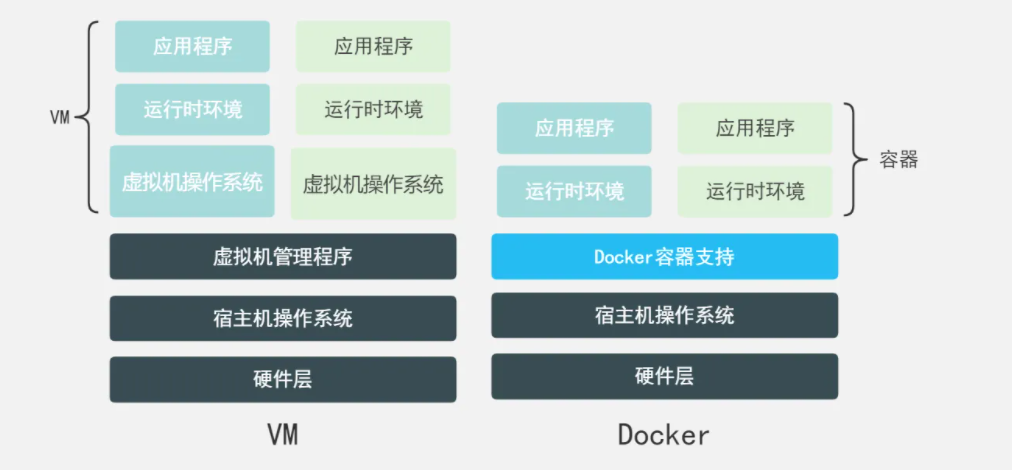 VM
应用程序
应用程序
运行时环境
运行时环境
虚拟机操作系统
虚拟机操作系统
虚拟机管理程序
宿主机操作系统
硬件层
VM
应用程序
应用程序
运行时环境
运行时环境
容器
Docker容器支持
宿主机操作系统
硬件层
Docker